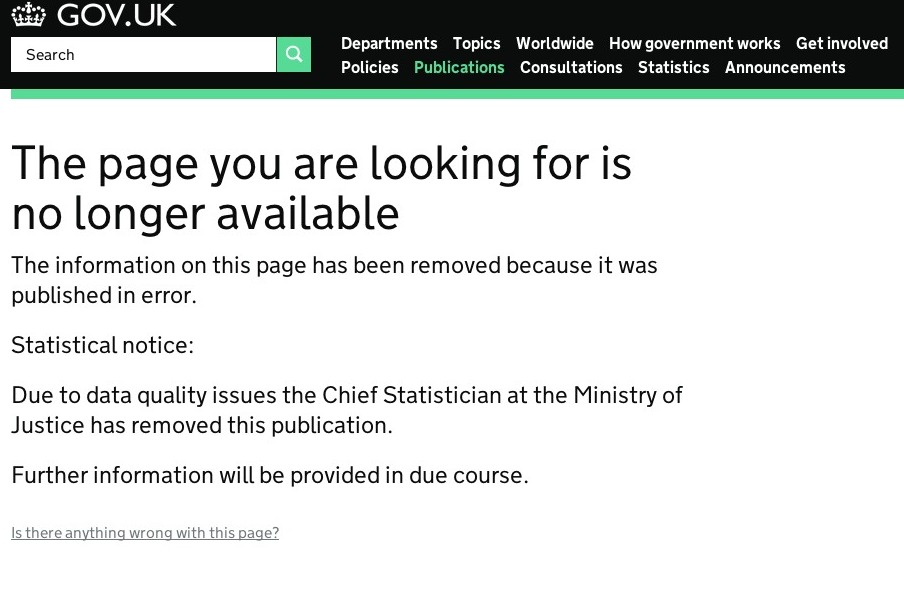 GOV.UK
Search
Departments Topics Worldwide How government works Get involved
Policies Publications Consultations Statistics Announcements
The page you are looking for is
no longer available
The information on this page has been removed because it was
published in error.
Statistical notice:
Due to data quality issues the Chief Statistician at the Ministry of
Justice has removed this publication.
Further information will be provided in due course.
Is there anything wrong with this page?